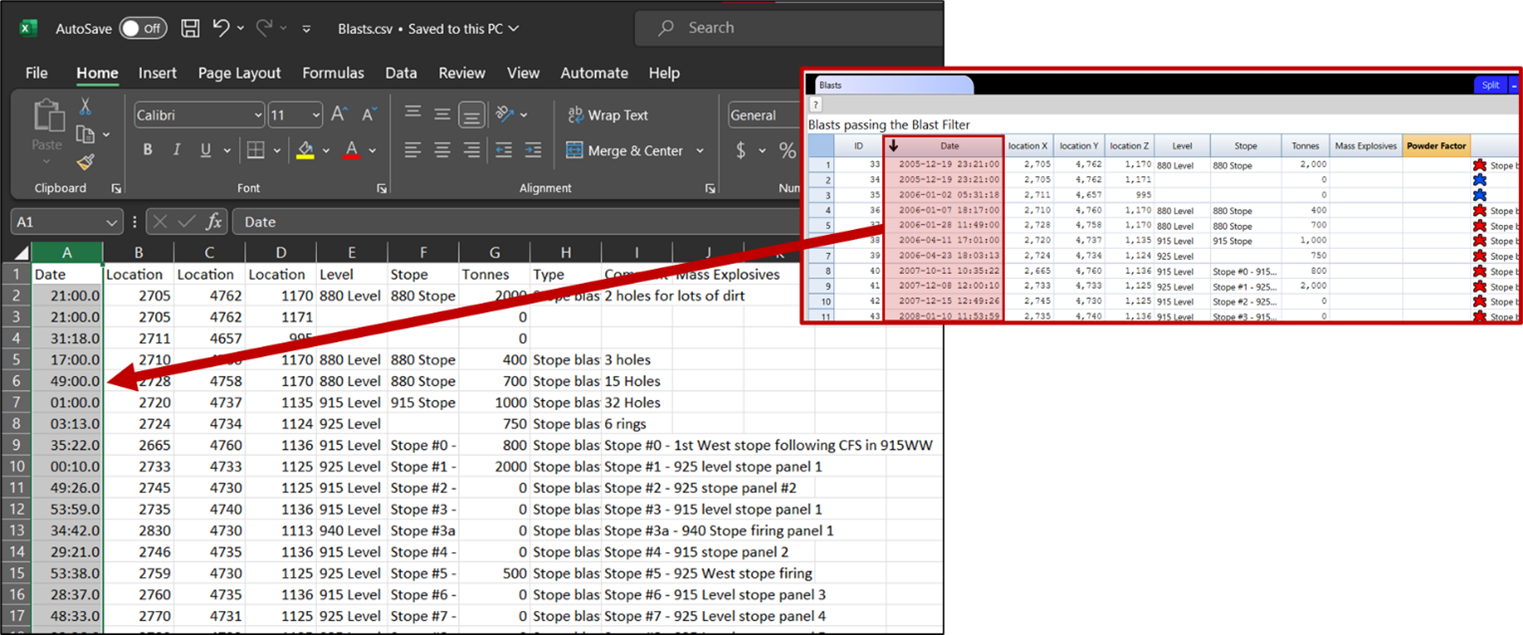 AutoSave Off Blasts.csv • Saved to this PC Search
File Home Insert Page Layout Formulas Data Review View Automate Help
Calibri 11 Wrap Text General
Paste B I U Merge & Center $ %
Clipboard Font Alignment
A1 fx Date
A B C D E F G H I J
1 Date Location Location Location Level Stope Tonnes Type Mass Explosives
2 21:00.0 2705 4762 1170 880 Level 880 Stope 2000 Stope blas 2 holes for lots of dirt
3 21:00.0 2705 4762 1171 0
4 31:18.0 2711 4657 995 0
5 17:00.0 2710 1170 880 Level 880 Stope 400 Stope blas 3 holes
6 49:00.0 2728 4758 1170 880 Level 880 Stope 700 Stope blas 15 Holes
7 01:00.0 2720 4737 1135 915 Level 915 Stope 1000 Stope blas 32 Holes
8 03:13.0 2724 4734 1124 925 Level 750 Stope blas 6 rings
9 35:22.0 2665 4760 1136 915 Level Stope #0 - 800 Stope blas Stope #0 - 1st West stope following CFS in 915WW
10 00:10.0 2733 4733 1125 925 Level Stope #1 - 2000 Stope blas Stope #1 - 925 level stope panel 1
11 49:26.0 2745 4730 1125 915 Level Stope #2 - 0 Stope blas Stope #2 - 925 stope panel #2
12 53:59.0 2735 4740 1136 915 Level Stope #3 - 0 Stope blas Stope #3 - 915 level stope panel 1
13 34:42.0 2830 4730 1113 940 Level Stope #3a 0 Stope blas Stope #3a - 940 Stope firing panel 1
14 29:21.0 2746 4735 1136 915 Level Stope #4 - 0 Stope blas Stope #4 - 915 stope panel 2
15 53:38.0 2759 4730 1125 925 Level Stope #5 - 500 Stope blas Stope #5 - 925 West stope firing
16 28:37.0 2760 4735 1136 915 Level Stope #6 - 0 Stope blas Stope #6 - 915 Level stope panel 3
17 48:33.0 2770 4731 1125 925 Level Stope #7 - 0 Stope blas Stope #7 - 925 Level stope panel 4
Blasts Split -
?
Blasts passing the Blast Filter
ID Date location X location Y location Z Level Stope Tonnes Mass Explosives Powder Factor
1 33 2005-12-19 23:21:00 2,705 4,762 1,170 880 Level 880 Stope 2,000 Stope b
2 34 2005-12-19 23:21:00 2,705 4,762 1,171 0
3 35 2006-01-02 05:31:18 2,711 4,657 995 0
4 36 2006-01-07 18:17:00 2,710 4,760 1,170 880 Level 880 Stope 400 Stope b
5 2006-01-28 11:49:00 2,728 4,758 1,170 880 Level 880 Stope 700 Stope b
38 2006-04-11 17:01:00 2,720 4,737 1,135 915 Level 915 Stope 1,000 Stope b
7 39 2006-04-23 18:03:13 2,724 4,734 1,124 925 Level 750 Stope b
8 40 2007-10-11 10:35:22 2,665 4,760 1,136 915 Level Stope #0 - 915... 800 Stope b
9 41 2007-12-08 12:00:10 2,733 4,733 1,125 925 Level Stope #1 - 925... 2,000 Stope b
10 42 2007-12-15 12:49:26 2,745 4,730 1,125 915 Level Stope #2 - 925... 0 Stope b
11 43 2008-01-10 11:53:59 2,735 4,740 1,136 915 Level Stope #3 - 915... 0 Stope b